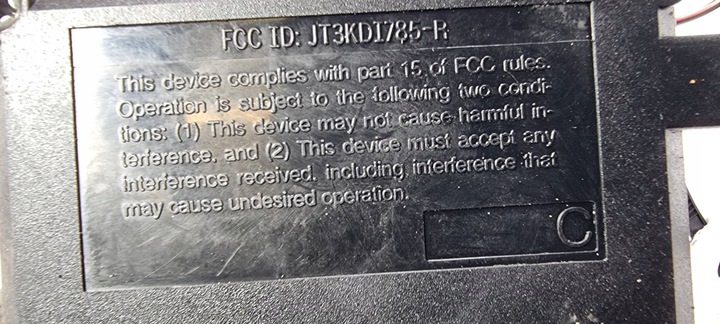 FCC ID: JT3KDI785-R
This device complies with part 15 of FCC rules.
Operation is subject to the following two condi-
tions: (1) This device may not cause harmful in-
terference. and (2) This device must accept any
interference received. including interference that
may cause undesired operation.
C